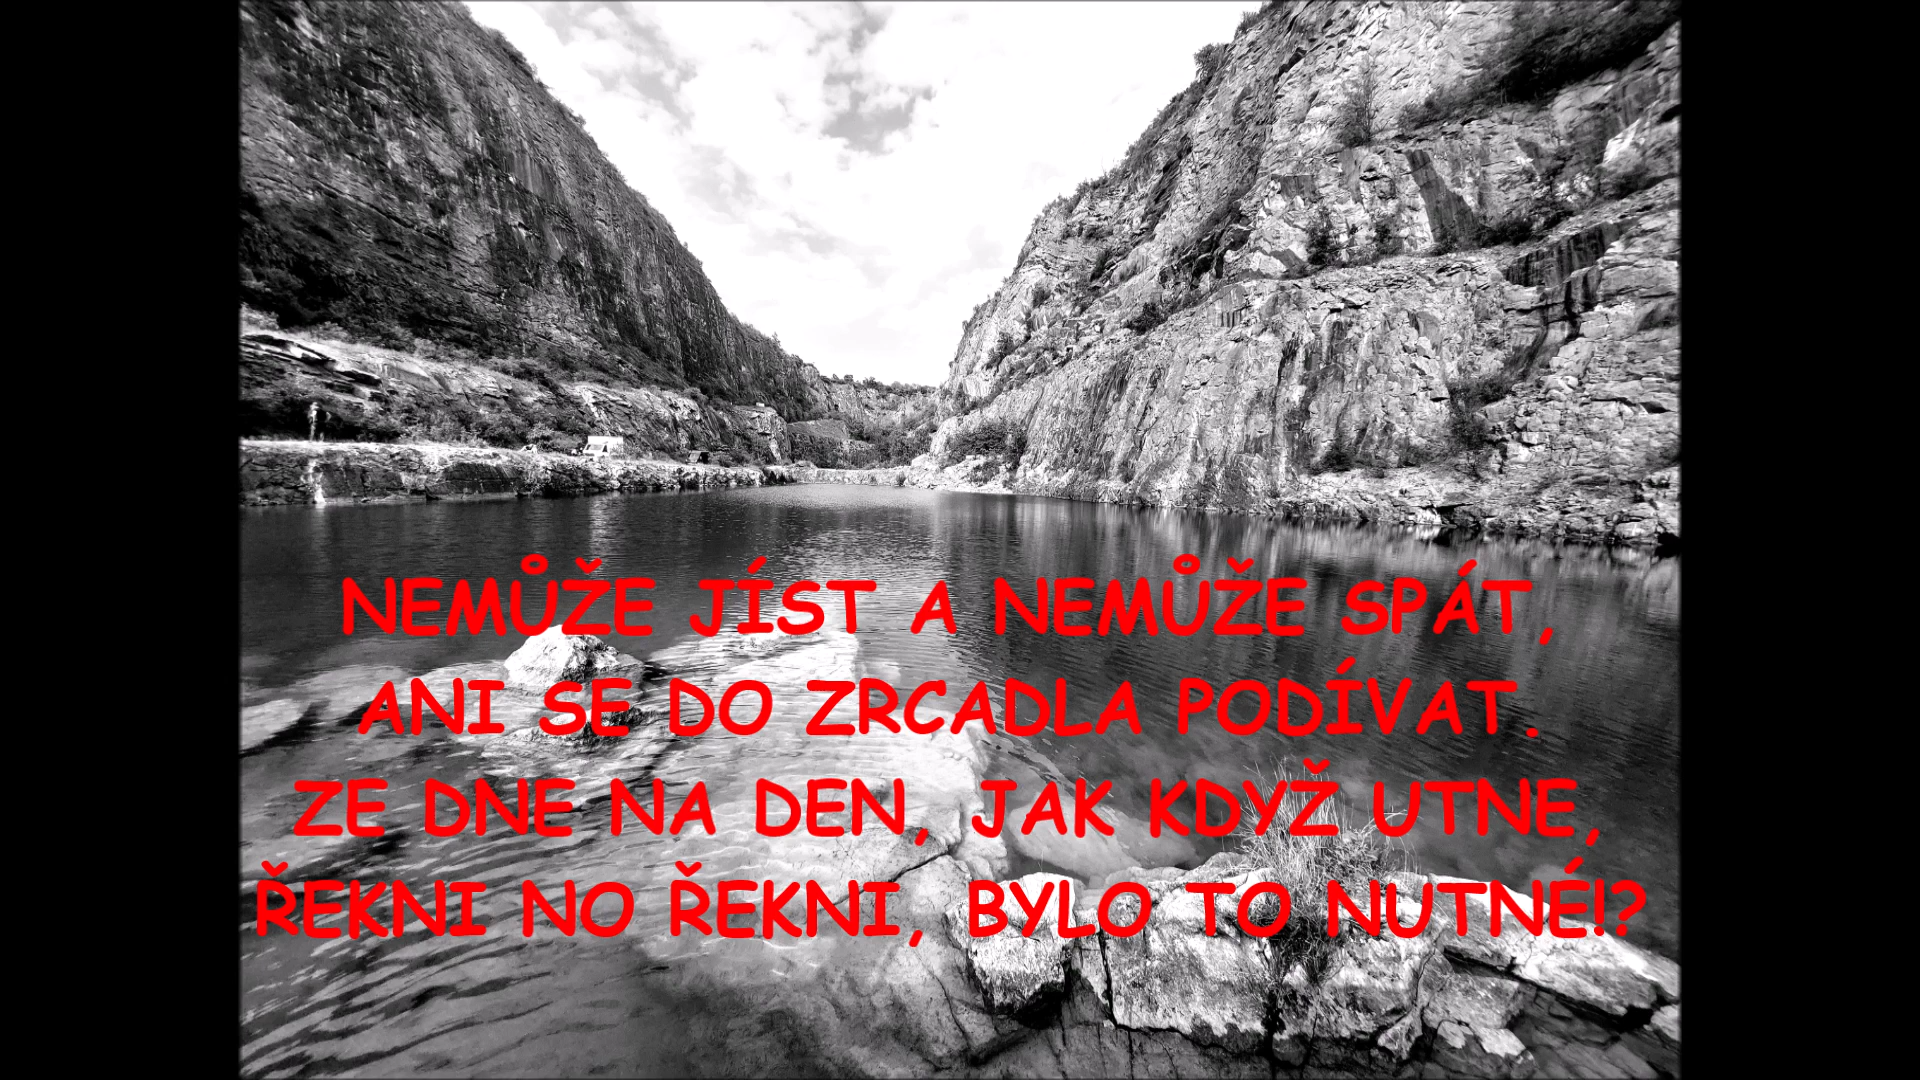 NEMŮŽE JÍST A NEMŮŽE SPÁT,
ANI SE DO ZRCADLA PODÍVAT.
ZE DNE NA DEN, JAK KDYŽ UTNE,
ŘEKNI NO ŘEKNI, BYLO TO NUTNÉ!?